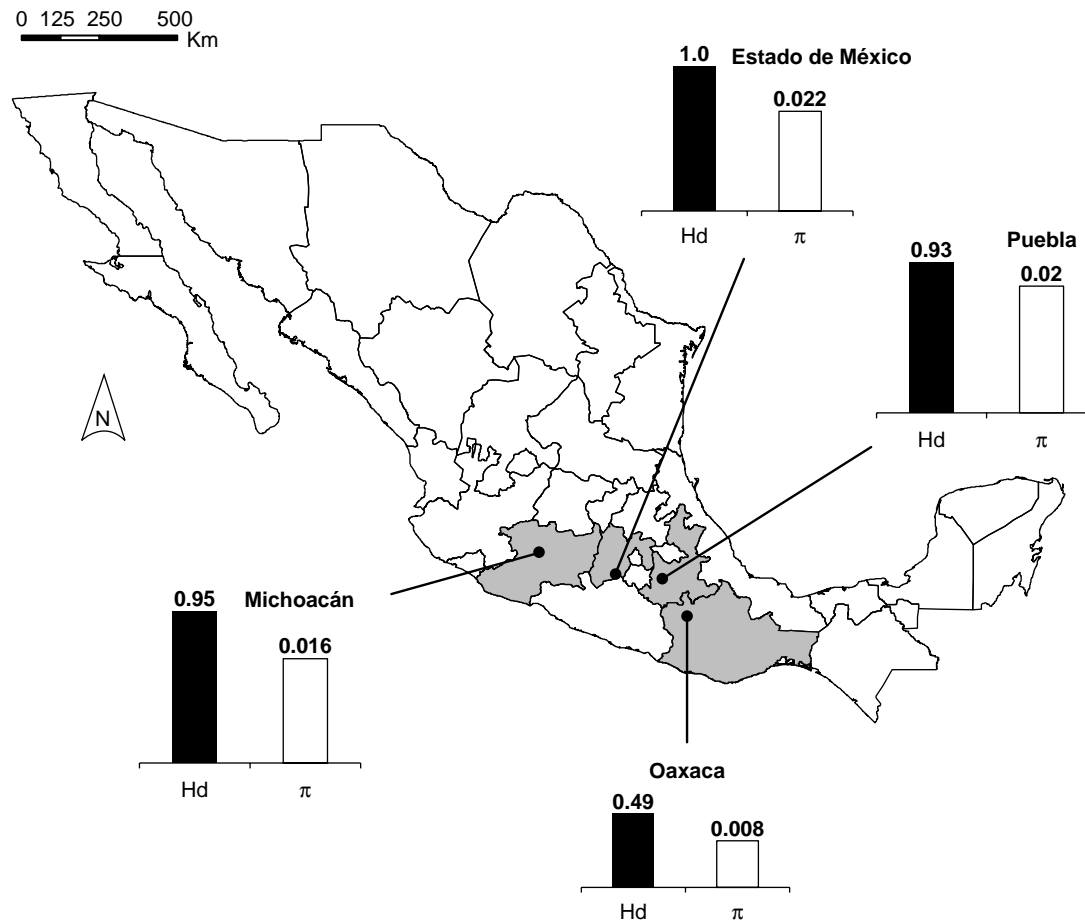 0 125 250 500
Km
1.0 Estado de México
0.022
Hd π
Puebla
0.93 0.02
Hd π
N
Michoacán
0.95
0.016
Hd π
Oaxaca
0.49
0.008
Hd π